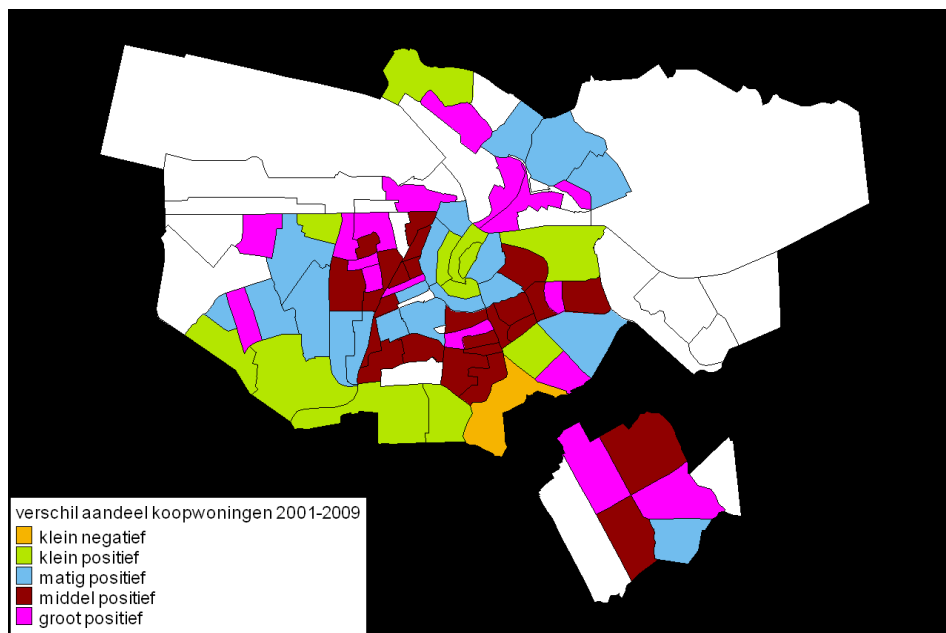 verschil aandeel koopwoningen 2001-2009
klein negatief
klein positief
matig positief
middel positief
groot positief